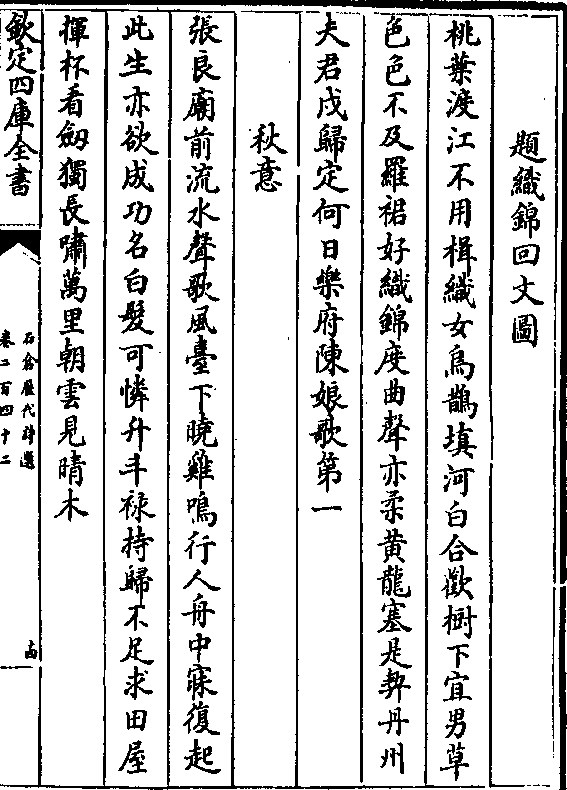 題織錦回文圖
桃葉渡江不用楫織女烏鵲填河白合歡樹下宜男草
色色不及羅裙好織錦度曲聲亦柔黄龍塞是契丹州
夫君戍歸定何日樂府陳娘歌第一
秋意
張良廟前流水聲歌風臺下曉雞鳴行人舟中寐復起
此生亦欲成功名白髮可憐升斗禄持歸不足求田屋
揮杯看劒獨長嘯萬里朝雲見晴木
欽定四庫全書
石倉歴代詩選
卷二百四十二